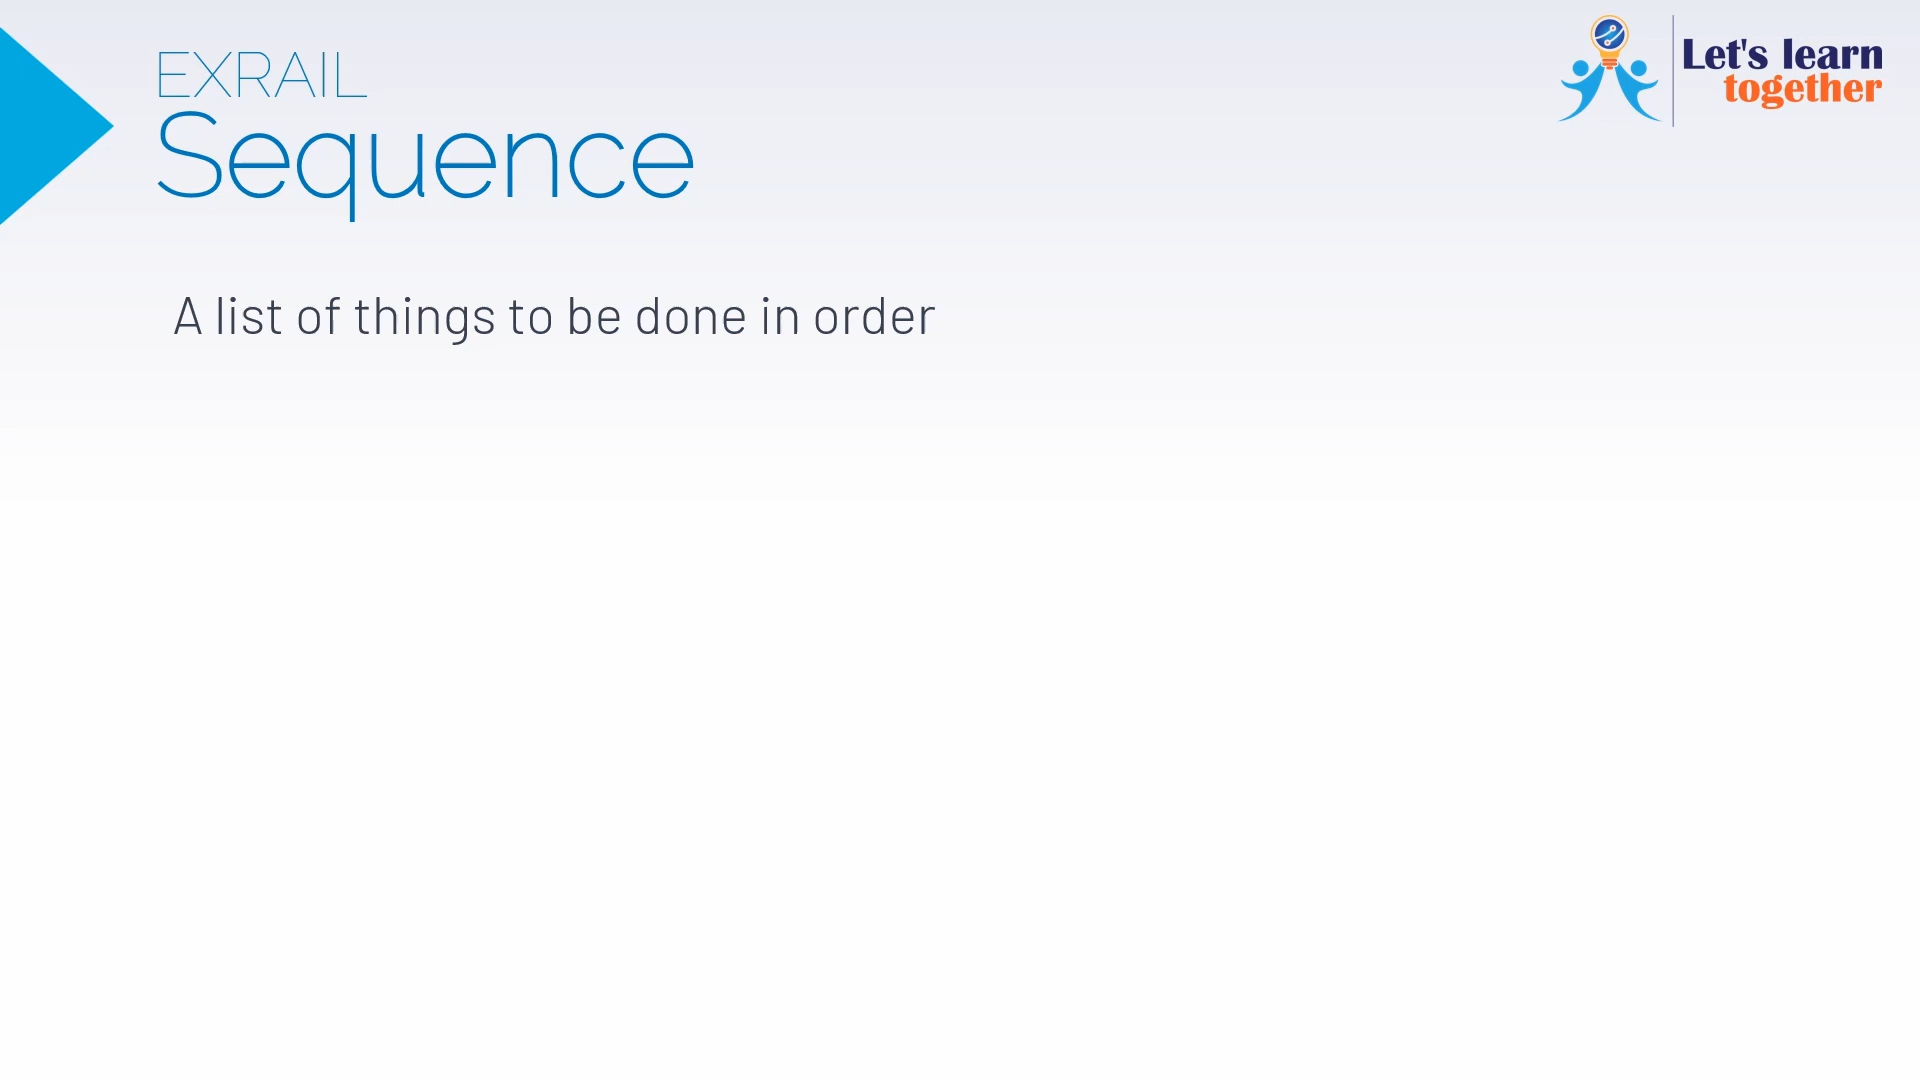 EXRAIL
Sequence
Let's learn
together
A list of things to be done in order